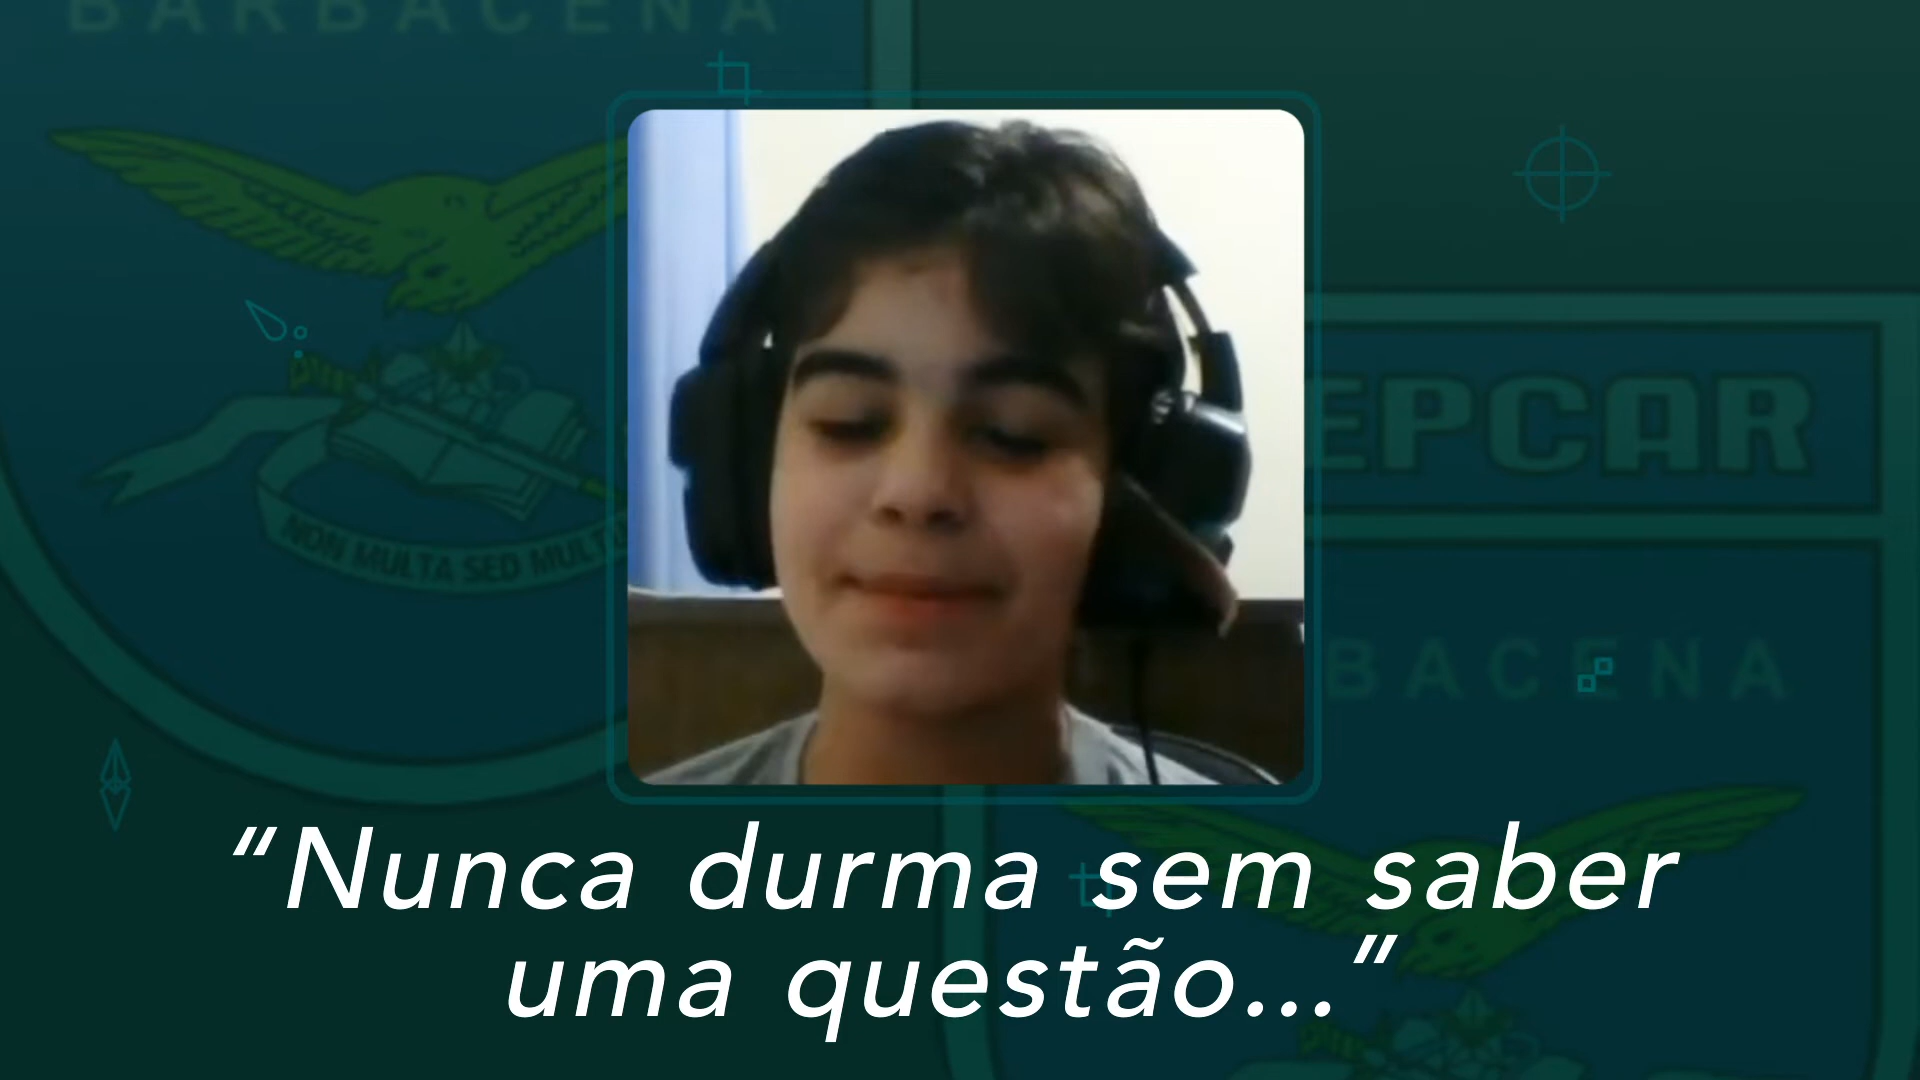 BARBACENA
NON MULTA SED MULT
EPCAR
BACENA
“Nunca durma sem saber
uma questão...”